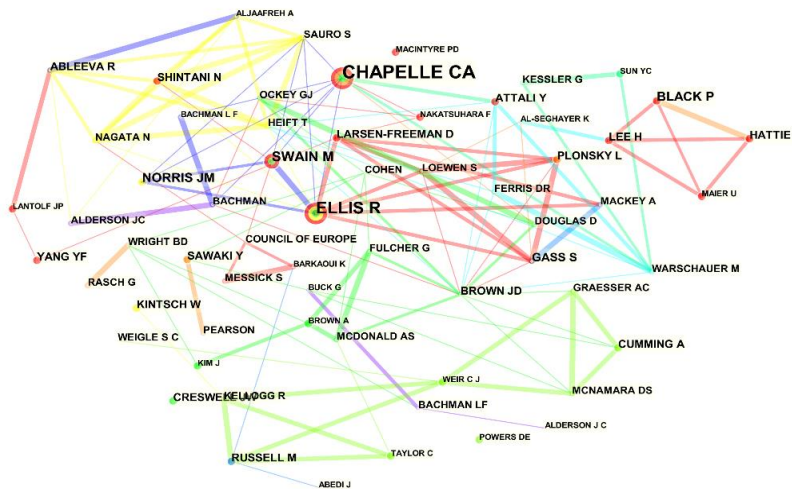 ALJAAFREH A
SAURO S
MACINTYRE PD
ABLEEVA R
SHINTANI N
CHAPELLE CA
KESSLER G
SUN YC
OCKEY GJ
ATTALI Y
BLACK P
BACHMAN L F
HEIFT T
NAKATSUHARA F
AL-SEGHAYER K
NAGATA N
LARSEN-FREEMAN D
LEE H
HATTIE
SWAIN M
PLONSKY L
NORRIS JM
COHEN
LOEWEN S
FERRIS DR
MAIER U
LANTOLF JP
BACHMAN
ELLIS R
MACKEY A
ALDERSON JC
DOUGLAS D
WRIGHT BD
COUNCIL OF EUROPE
FULCHER G
YANG YF
SAWAKI Y
BARKAOUI K
GASS S
WARSCHAUER M
RASCH G
MESSICK S
BUCK G
BROWN JD
GRAESSER AC
KINTSCH W
PEARSON
BROWN A
WEIGLE S C
MCDONALD AS
CUMMING A
KIM J
WEIR C J
MCNAMARA DS
CRESWELL JW
KELLOGG R
BACHMAN LF
ALDERSON J C
POWERS DE
RUSSELL M
TAYLOR C
ABEDI J